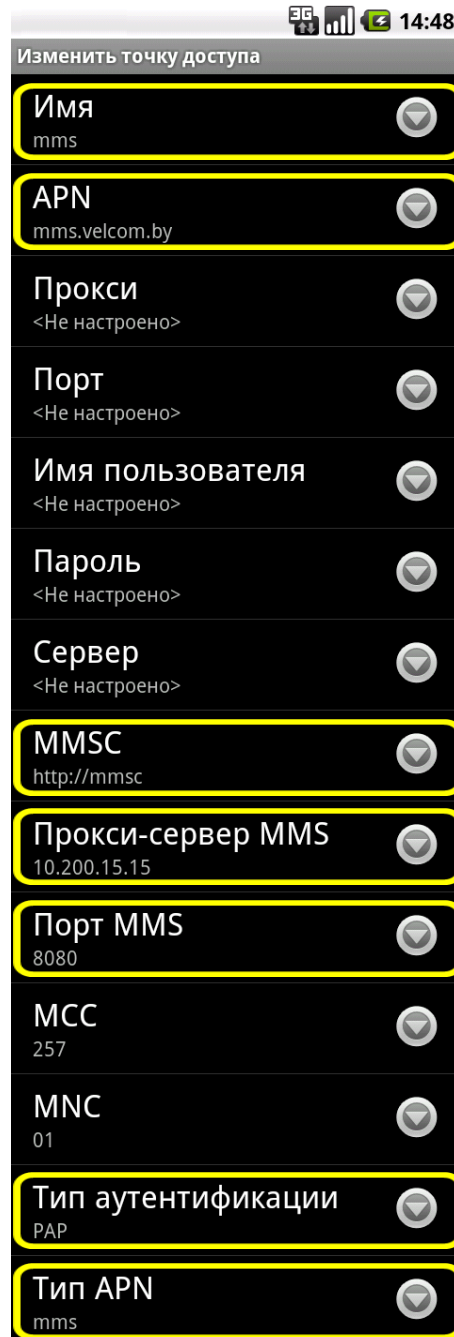 3G 14:48
Изменить точку доступа
Имя
mms
APN
mms.velcom.by
Прокси
<Не настроено>
Порт
<Не настроено>
Имя пользователя
<Не настроено>
Пароль
<Не настроено>
Сервер
<Не настроено>
MMSC
http://mmsc
Прокси-сервер MMS
10.200.15.15
Порт MMS
8080
MCC
257
MNC
01
Тип аутентификации
PAP
Тип APN
mms